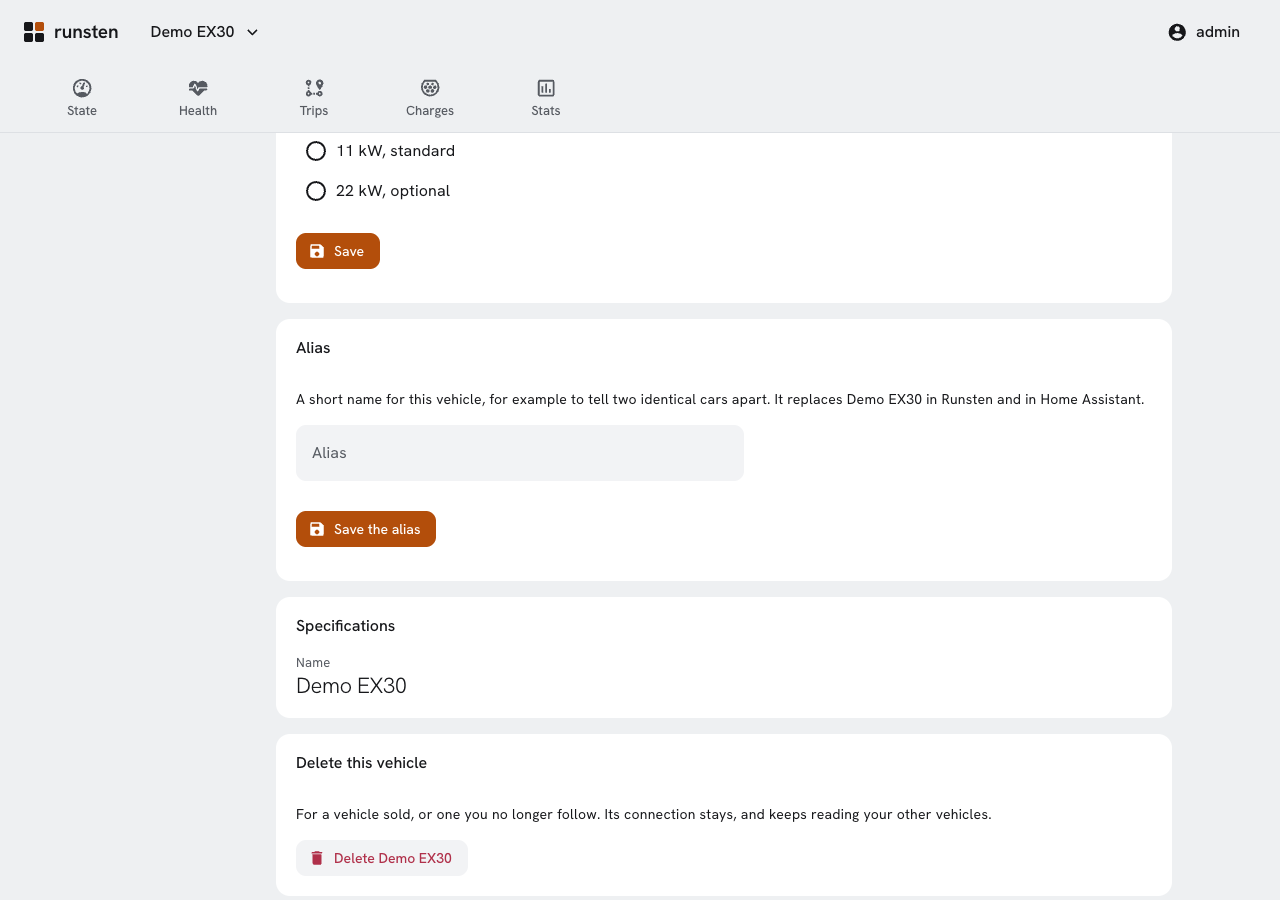 runsten
Demo EX30
admin
State
Health
Trips
Charges
Stats
11 kW, standard
22 kW, optional
Save
Alias
A short name for this vehicle, for example to tell two identical cars apart. It replaces Demo EX30 in Runsten and in Home Assistant.
Alias
Save the alias
Specifications
Name
Demo EX30
Delete this vehicle
For a vehicle sold, or one you no longer follow. Its connection stays, and keeps reading your other vehicles.
Delete Demo EX30